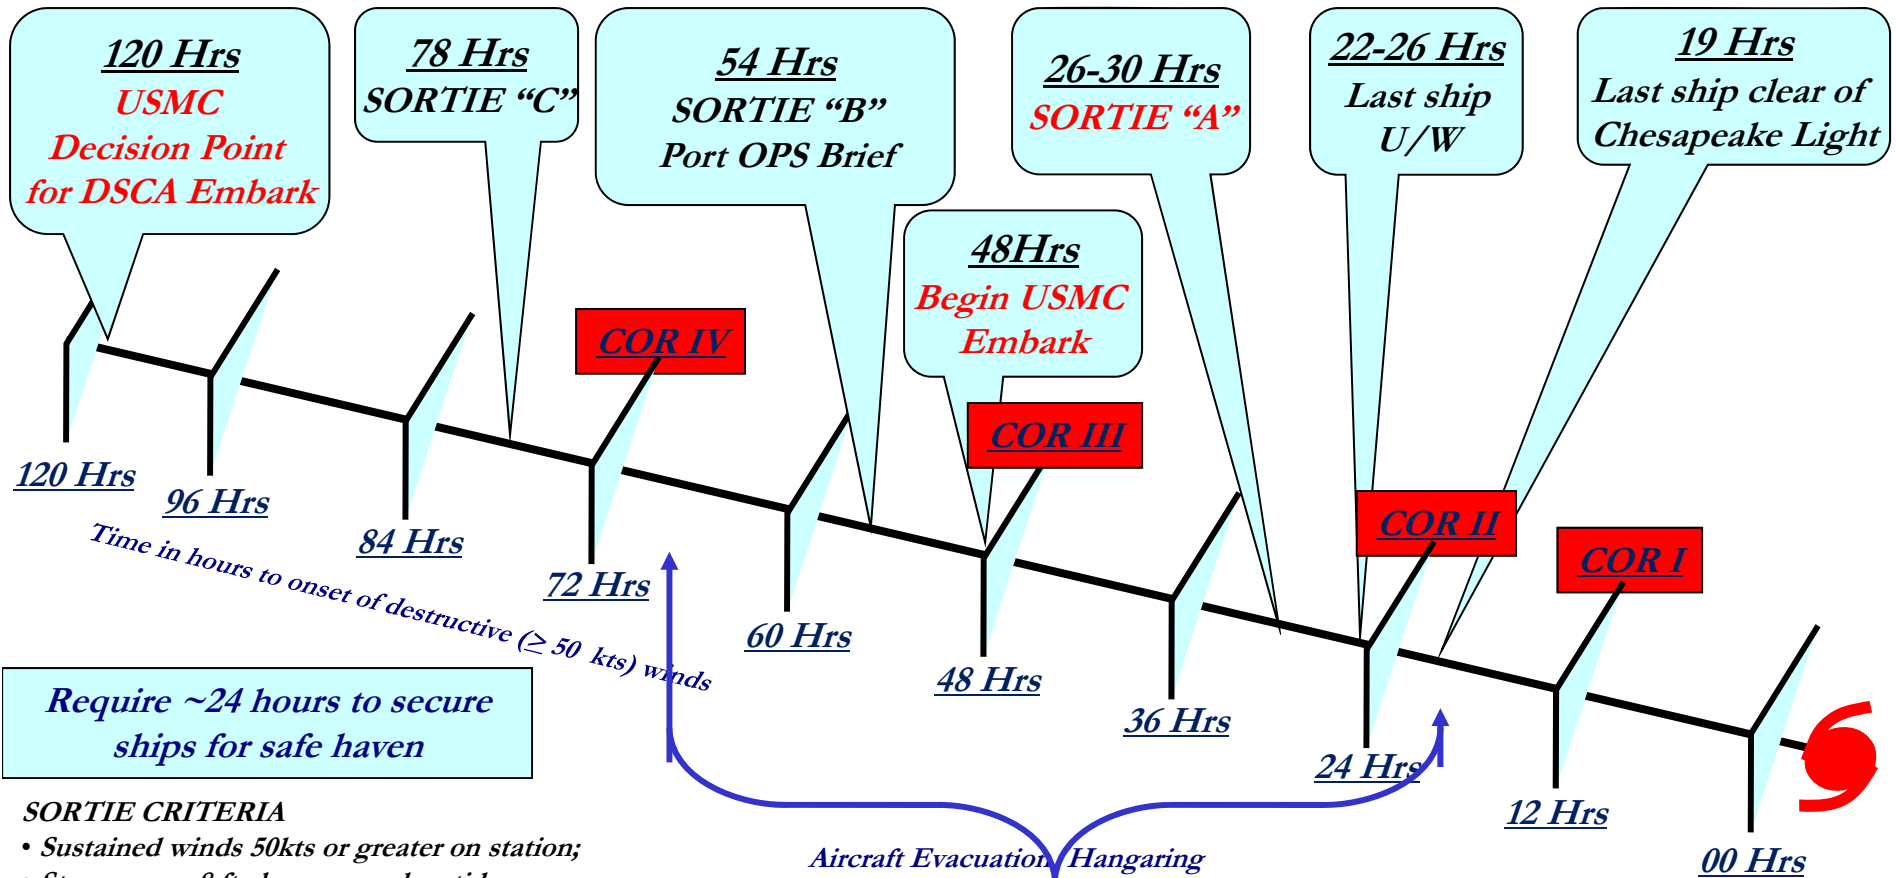 120 Hrs
USMC
Decision Point
for DSCA Embark
78 Hrs
SORTIE “C”
54 Hrs
SORTIE “B”
Port OPS Brief
26-30 Hrs
SORTIE “A”
22-26 Hrs
Last ship
U/W
19 Hrs
Last ship clear of
Chesapeake Light
48Hrs
Begin USMC
Embark
COR IV
COR III
COR II
COR I
120 Hrs
96 Hrs
84 Hrs
72 Hrs
60 Hrs
48 Hrs
36 Hrs
24 Hrs
12 Hrs
00 Hrs
Time in hours to onset of destructive (≥ 50 kts) winds
Require ~24 hours to secure
ships for safe haven
SORTIE CRITERIA
• Sustained winds 50kts or greater on station;
Aircraft Evacuation Hangaring